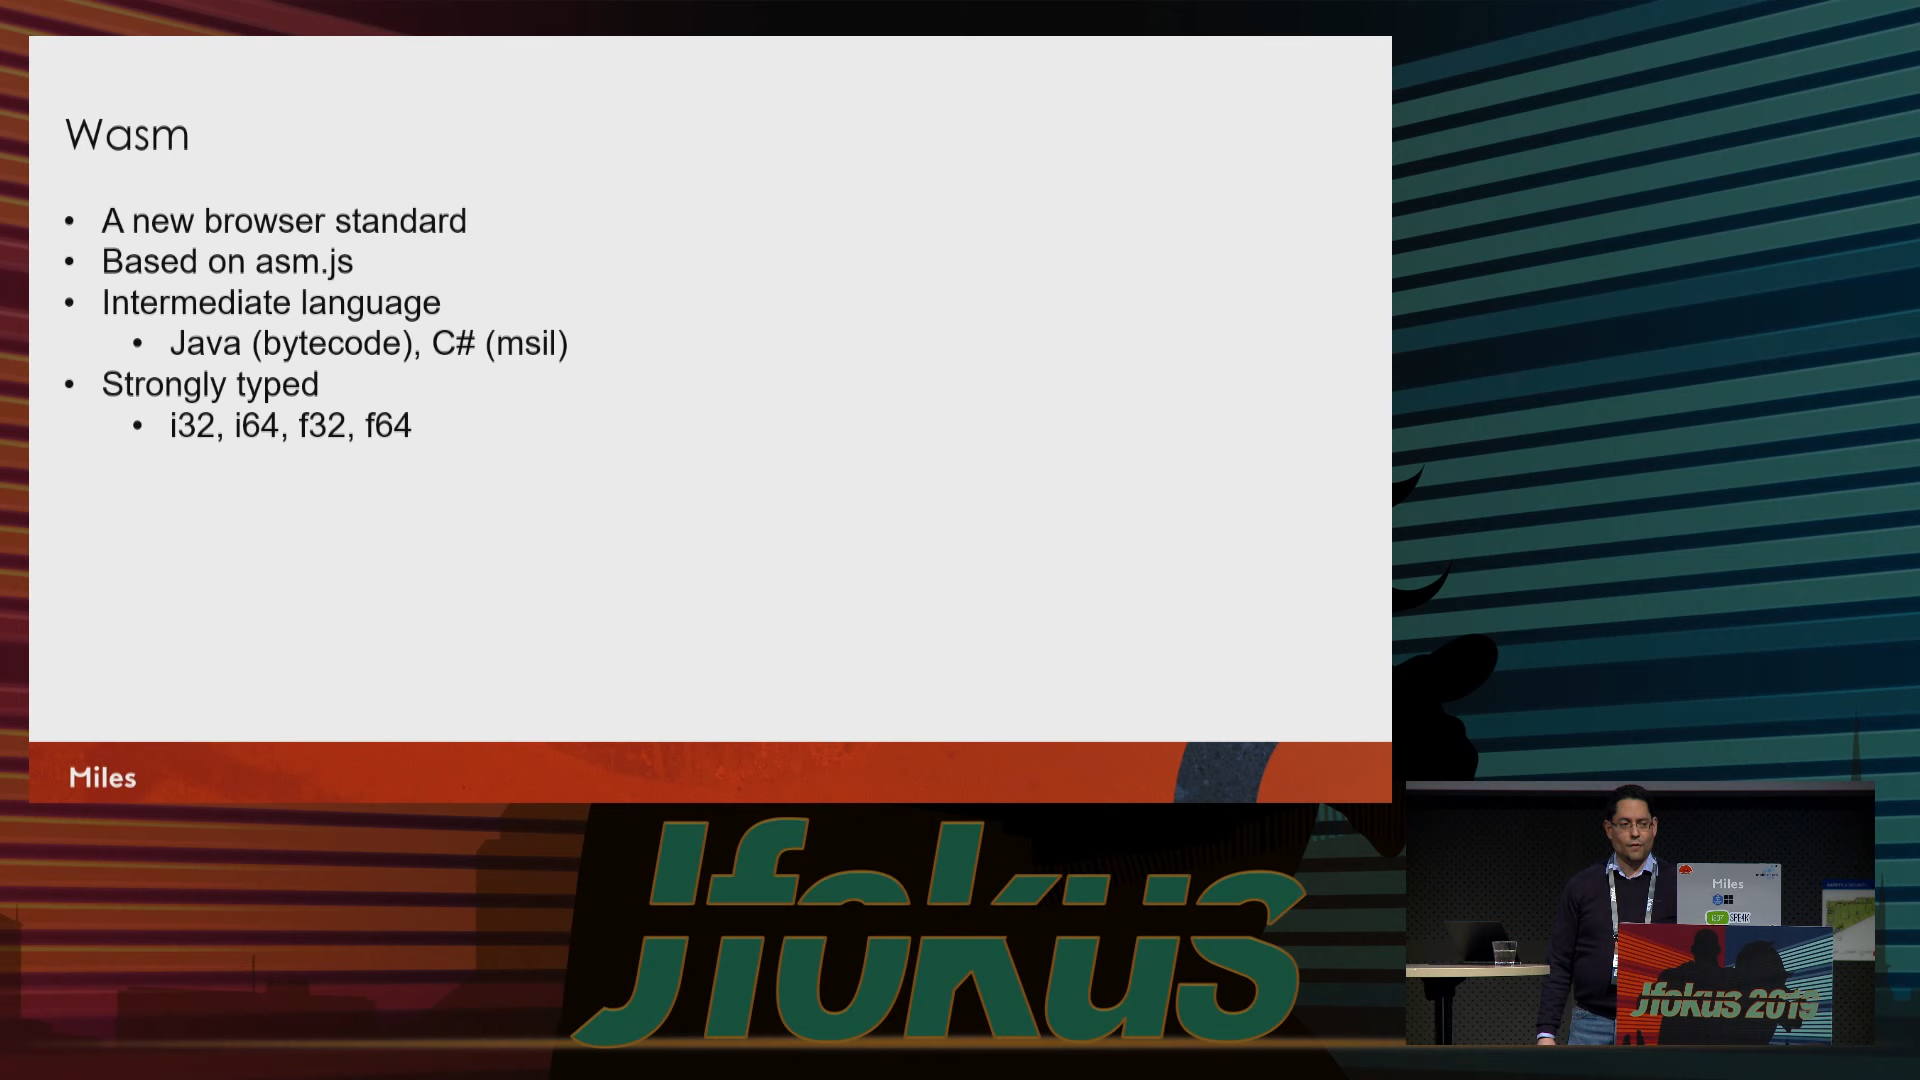 Wasm
• A new browser standard
• Based on asm.js
• Intermediate language
• Java (bytecode), C# (msil)
• Strongly typed
• i32, i64, f32, f64
Miles
Jfokus
Miles
SPEAK
Jfokus 2019